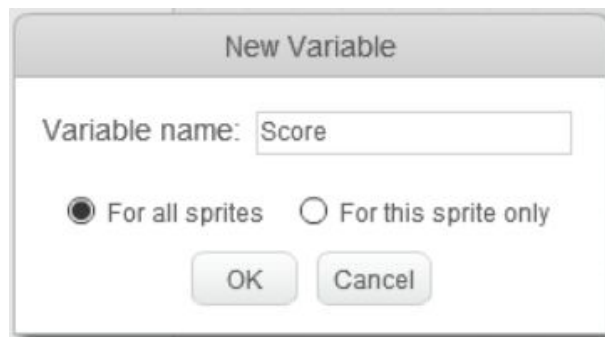 New Variable
Variable name: Score
For all sprites For this sprite only
OK Cancel